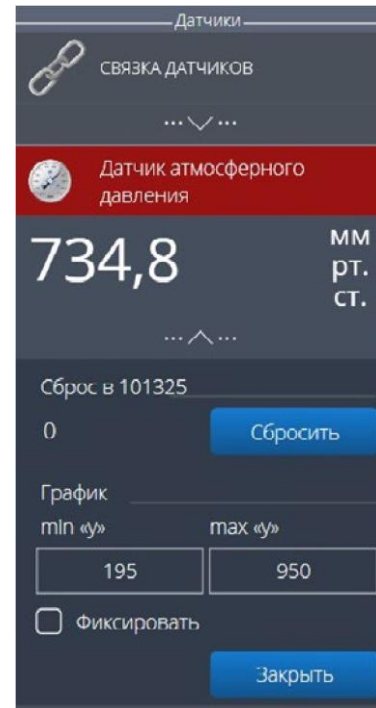 Датчики
СВЯЗКА ДАТЧИКОВ
Датчик атмосферного
давления
734,8
мм
рт.
ст.
Сброс в 101325
0
Сбросить
График
min «y»
max «y»
195
950
Фиксировать
Закрыть